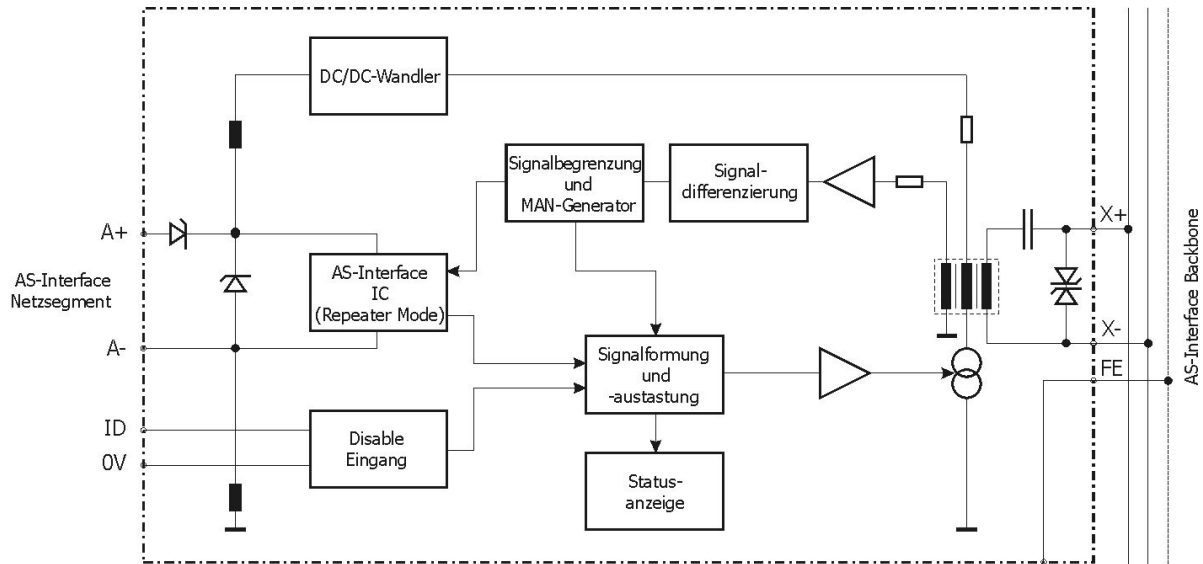 DC/DC-Wandler
Signalbegrenzung
und
MAN-Generator
Signal-
differenzierung
A+
X+
AS-Interface
Netzsegment
AS-Interface
IC
(Repeater Mode)
A-
X-
FE
AS-Interface Backbone
Signalformung
und
-austastung
ID
0V
Disable
Eingang
Status-
anzeige